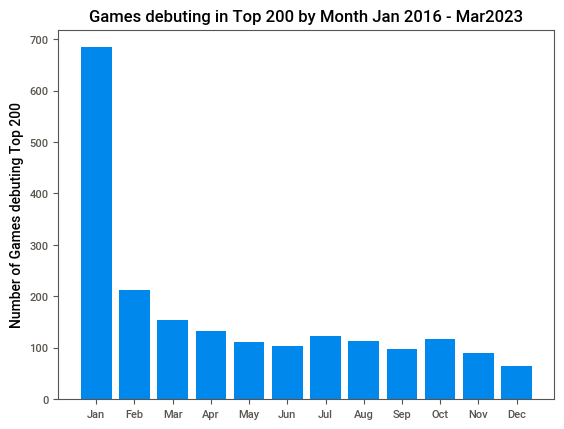 Games debuting in Top 200 by Month Jan 2016 - Mar2023
Number of Games debuting Top 200
700
600
500
400
300
200
100
0
Jan Feb Mar Apr May Jun Jul Aug Sep Oct Nov Dec